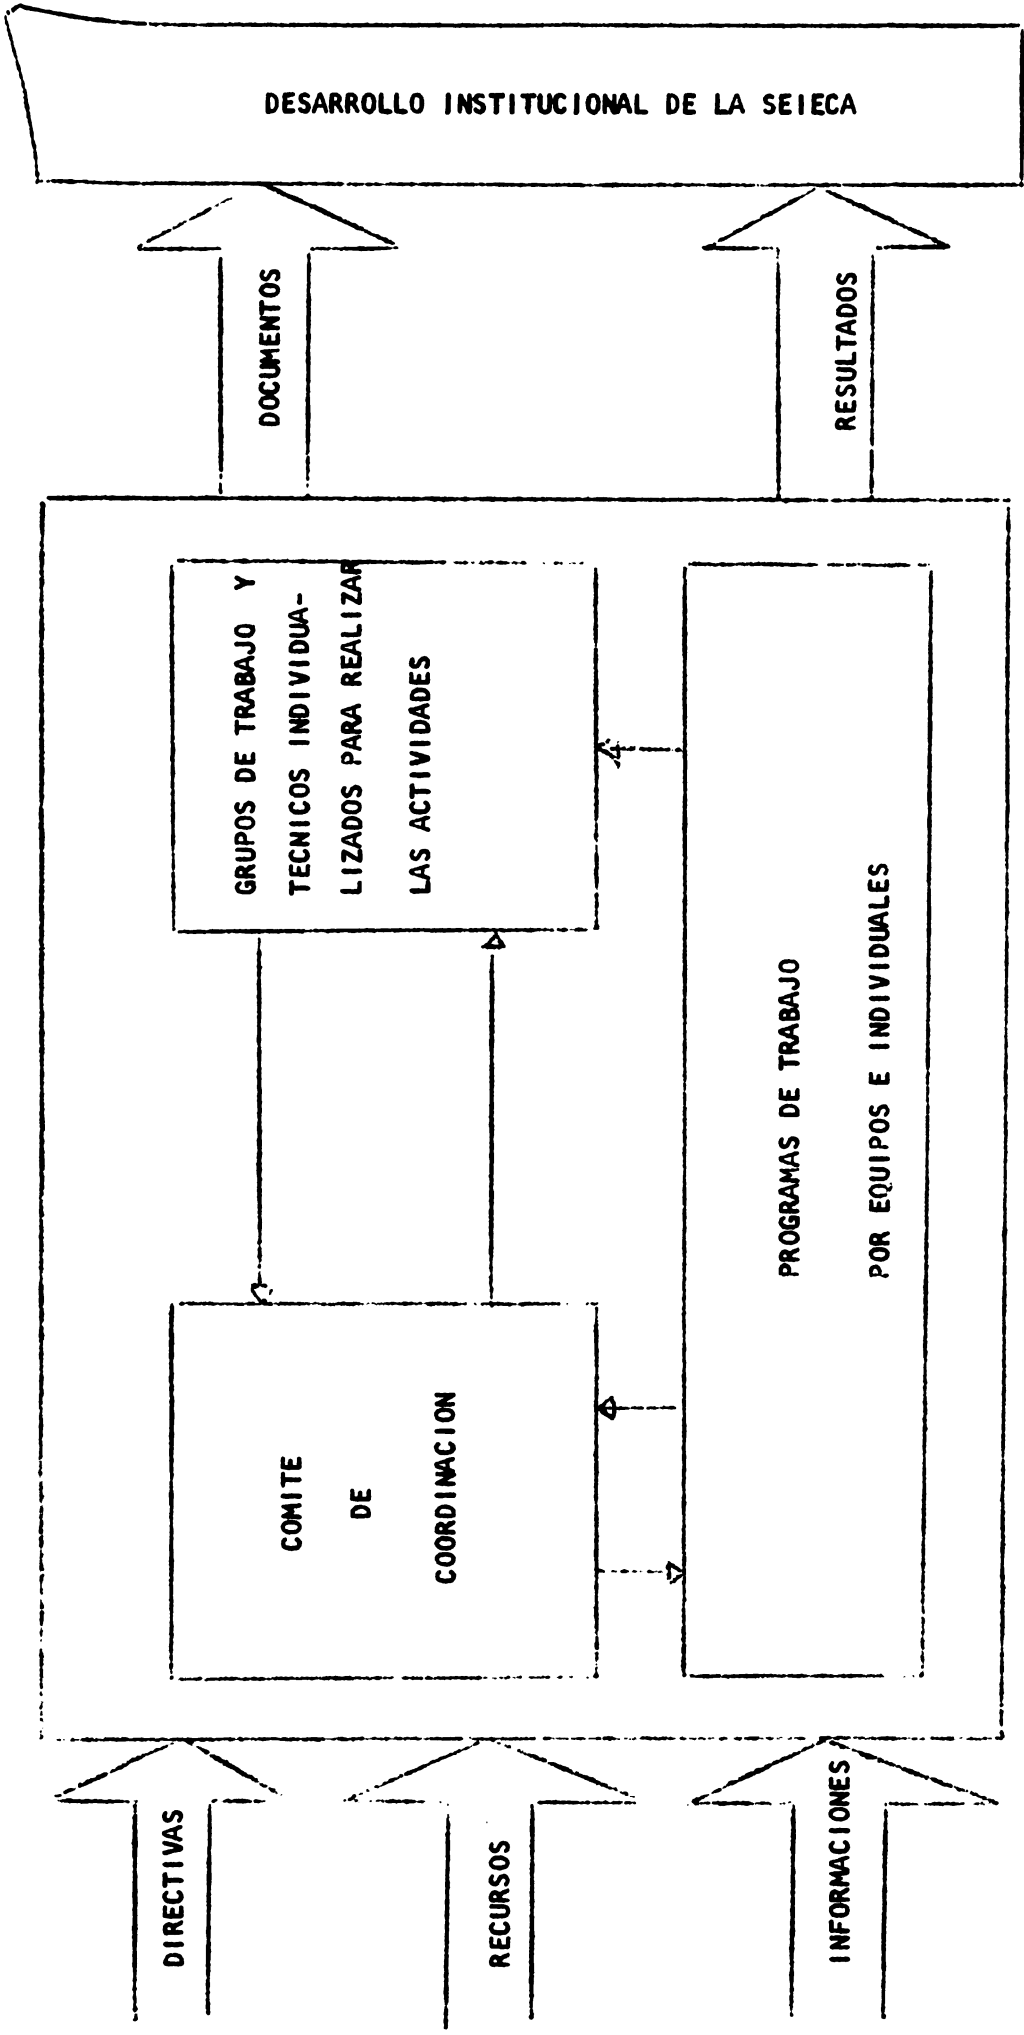 DESARROLLO INSTITUCIONAL DE LA SEIECA
DOCUMENTOS
RESULTADOS
GRUPOS DE TRABAJO Y
TECNICOS INDIVIDUA-
LIZADOS PARA REALIZAR
LAS ACTIVIDADES
COMITE
DE
COORDINACION
PROGRAMAS DE TRABAJO
POR EQUIPOS E INDIVIDUALES
DIRECTIVAS
RECURSOS
INFORMACIONES